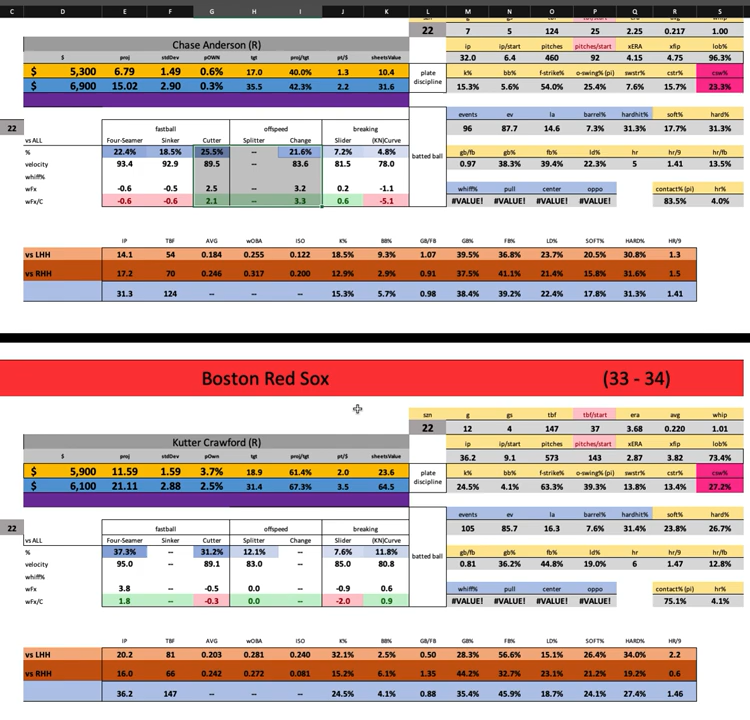 C D E F G H I J K L M N O P Q R S
22 7 5 124 25 2.25 0.217 1.00
ip ip/start pitches pitches/start xERA xfip lob%
Chase Anderson (R) 32.0 6.4 460 92 4.15 4.75 96.3%
$ proj stdDev pOWN tgt proj/tgt pt/$ sheetsValue k% bb% f-strike% o-swing% (pi) swstr% cstr% csw%
$ 5,300 6.79 1.49 0.6% 17.0 40.0% 1.3 10.4 plate discipline 15.3% 5.6% 54.0% 25.4% 7.6% 15.7% 23.3%
$ 6,900 15.02 2.90 0.3% 35.5 42.3% 2.2 31.6
events ev la barrel% hardhit% soft% hard%
22 fastball offspeed breaking 96 87.7 14.6 7.3% 31.3% 17.7% 31.3%
vs ALL Four-Seamer Sinker Cutter Splitter Change Slider (KN)Curve batted ball
% 22.4% 18.5% 25.5% -- 21.6% 7.2% 4.8% gb/fb gb% fb% ld% hr hr/9 hr/fb
velocity 93.4 92.9 89.5 -- 83.6 81.5 78.0 0.97 38.3% 39.4% 22.3% 5 1.41 13.5%
whiff%
wFx -0.6 -0.5 2.5 -- 3.2 0.2 -1.1 whiff% pull center oppo contact% (pi) hr%
wFx/C -0.6 -0.6 2.1 -- 3.3 0.6 -5.1 #VALUE! #VALUE! #VALUE! #VALUE! 83.5% 4.0%
IP TBF AVG wOBA ISO K% BB% GB/FB GB% FB% LD% SOFT% HARD% HR/9
vs LHH 14.1 54 0.184 0.255 0.122 18.5% 9.3% 1.07 39.5% 36.8% 23.7% 20.5% 30.8% 1.3
vs RHH 17.2 70 0.246 0.317 0.200 12.9% 2.9% 0.91 37.5% 41.1% 21.4% 15.8% 31.6% 1.5
31.3 124 -- -- -- 15.3% 5.7% 0.98 38.4% 39.2% 22.4% 17.8% 31.3% 1.41
Boston Red Sox (33 - 34)
szn g gs tbf tbf/start era avg whip
22 12 4 147 37 3.68 0.220 1.01
Kutter Crawford (R) ip ip/start pitches pitches/start xERA xfip lob%
$ proj stdDev pOwn tgt proj/tgt pt/$ sheetsValue 36.2 9.1 573 143 2.87 3.82 73.4%
$ 5,900 11.59 1.59 3.7% 18.9 61.4% 2.0 23.6 plate discipline k% bb% f-strike% o-swing% (pi) swstr% cstr% csw%
$ 6,100 21.11 2.88 2.5% 31.4 67.3% 3.5 64.5 24.5% 4.1% 63.3% 39.3% 13.8% 13.4% 27.2%
events ev la barrel% hardhit% soft% hard%
22 fastball offspeed breaking 105 85.7 16.3 7.6% 31.4% 23.8% 26.7%
vs ALL Four-Seamer Sinker Cutter Splitter Change Slider (KN)Curve batted ball
% 37.3% -- 31.2% 12.1% -- 7.6% 11.8% gb/fb gb% fb% ld% hr hr/9 hr/fb
velocity 95.0 -- 89.1 83.0 -- 85.0 80.8 0.81 36.2% 44.8% 19.0% 6 1.47 12.8%
whiff%
wFx 3.8 -- -0.5 0.0 -- -0.9 0.6 whiff% pull center oppo contact% (pi) hr%
wFx/C 1.8 -- -0.3 0.0 -- -2.0 0.9 #VALUE! #VALUE! #VALUE! #VALUE! 75.1% 4.1%
IP TBF AVG wOBA ISO K% BB% GB/FB GB% FB% LD% SOFT% HARD% HR/9
vs LHH 20.2 81 0.203 0.281 0.240 32.1% 2.5% 0.50 28.3% 56.6% 15.1% 26.4% 34.0% 2.2
vs RHH 16.0 66 0.242 0.272 0.081 15.2% 6.1% 1.35 44.2% 32.7% 23.1% 21.2% 19.2% 0.6
36.2 147 -- -- -- 24.5% 4.1% 0.88 35.4% 45.9% 18.7% 24.1% 27.4% 1.46